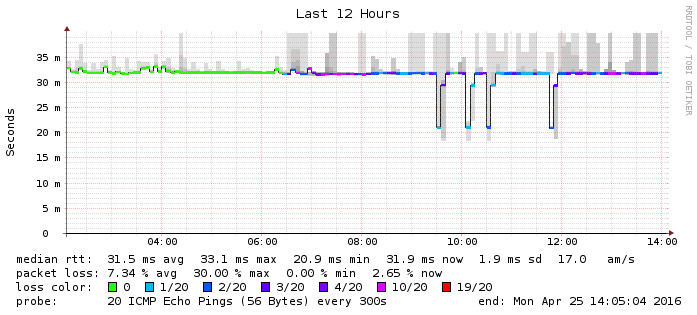 Last 12 Hours
RRDTOOL / TOBI OETIKER
Seconds
35 m
30 m
25 m
20 m
15 m
10 m
5 m
0
04:00 06:00 08:00 10:00 12:00 14:00
median rtt: 31.5 ms avg 33.1 ms max 20.9 ms min 31.9 ms now 1.9 ms sd 17.0 am/s
packet loss: 7.34 % avg 30.00 % max 0.00 % min 2.65 % now
loss color: 0 1/20 2/20 3/20 4/20 10/20 19/20
probe: 20 ICMP Echo Pings (56 Bytes) every 300s end: Mon Apr 25 14:05:04 2016